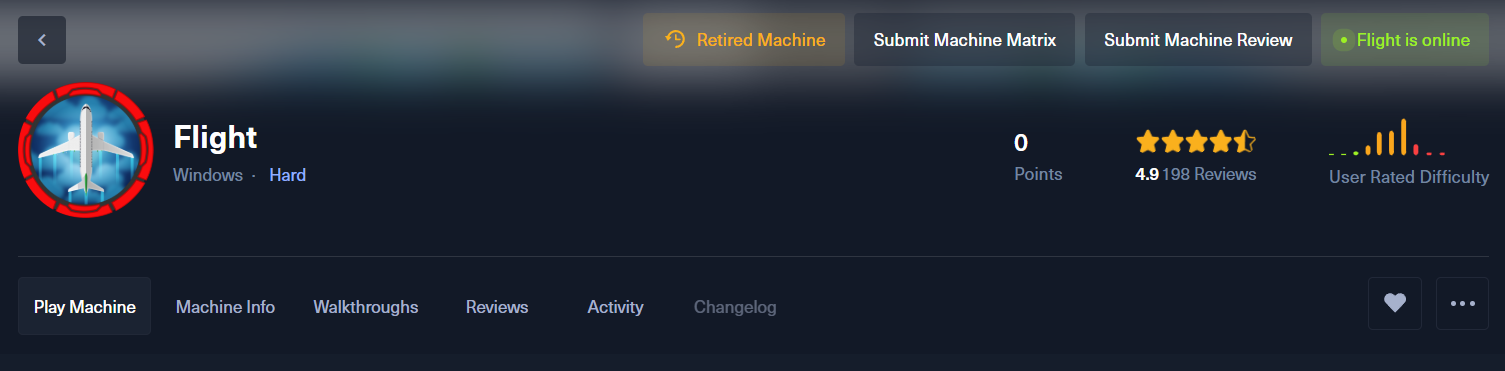 Retired Machine Submit Machine Matrix Submit Machine Review Flight is online
Flight
Windows · Hard
0
Points
4.9 198 Reviews
User Rated Difficulty
Play Machine Machine Info Walkthroughs Reviews Activity Changelog